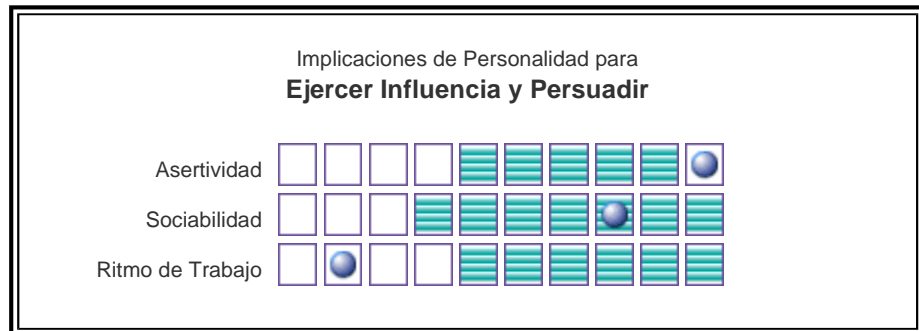 Implicaciones de Personalidad para
Ejercer Influencia y Persuadir
Asertividad
Sociabilidad
Ritmo de Trabajo